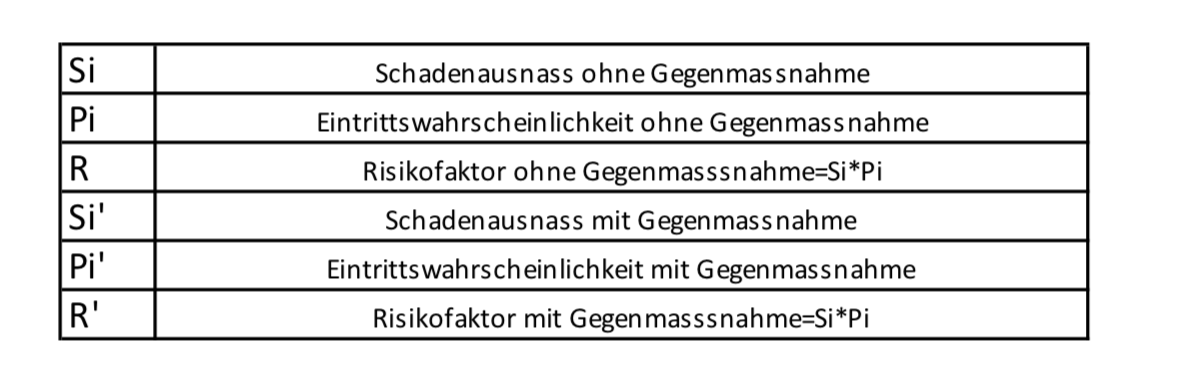 Si Schadenausnass ohne Gegenmassnahme
Pi Eintrittswahrscheinlichkeit ohne Gegenmassnahme
R Risikofaktor ohne Gegenmasssnahme=Si*Pi
Si' Schadenausnass mit Gegenmassnahme
Pi' Eintrittswahrscheinlichkeit mit Gegenmassnahme
R' Risikofaktor mit Gegenmasssnahme=Si*Pi